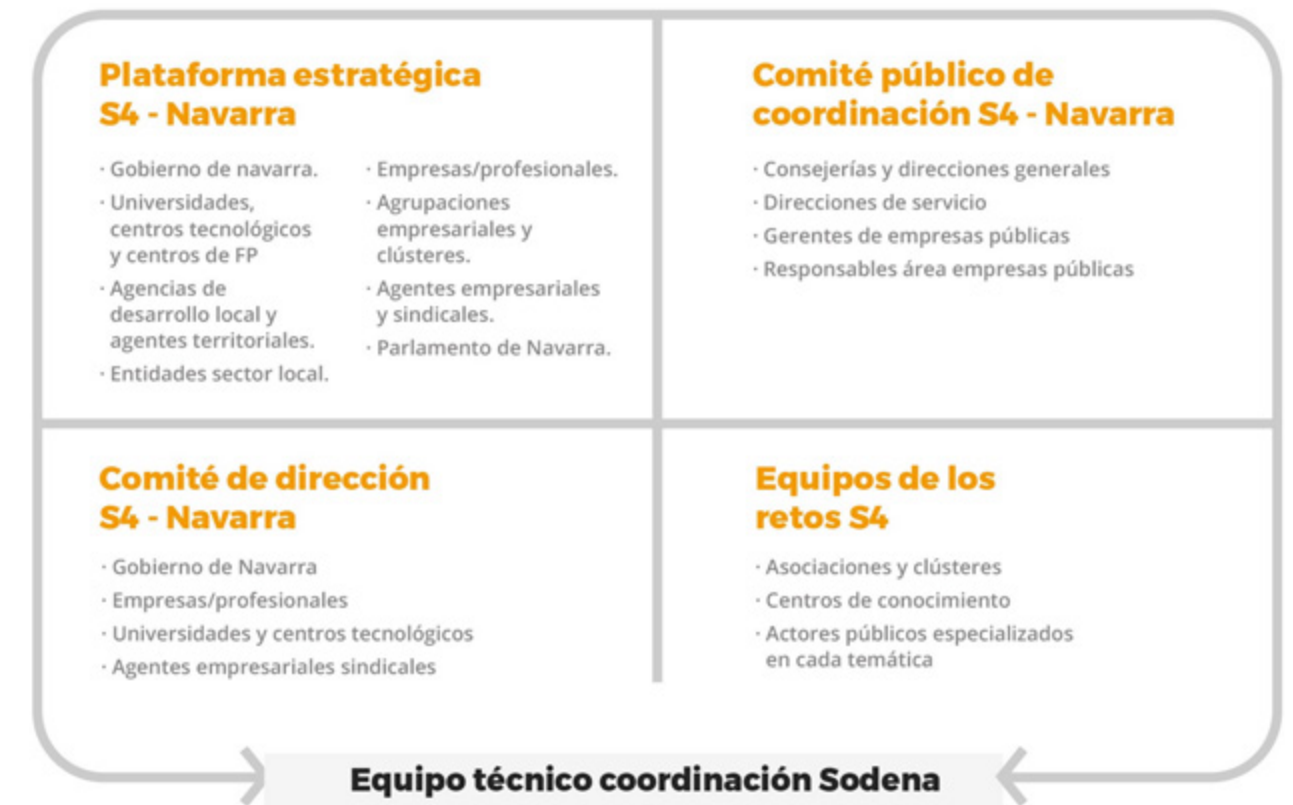 Plataforma estratégica
S4 - Navarra
· Gobierno de navarra.
· Universidades,
centros tecnológicos
y centros de FP
· Agencias de
desarrollo local y
agentes territoriales.
· Entidades sector local.
· Empresas/profesionales.
· Agrupaciones
empresariales y
clústeres.
· Agentes empresariales
y sindicales.
· Parlamento de Navarra.
Comité público de
coordinación S4 - Navarra
· Consejerías y direcciones generales
· Direcciones de servicio
· Gerentes de empresas públicas
· Responsables área empresas públicas
Comité de dirección
S4 - Navarra
· Gobierno de Navarra
· Empresas/profesionales
· Universidades y centros tecnológicos
· Agentes empresariales sindicales
Equipos de los
retos S4
· Asociaciones y clústeres
· Centros de conocimiento
· Actores públicos especializados
en cada temática
Equipo técnico coordinación Sodena